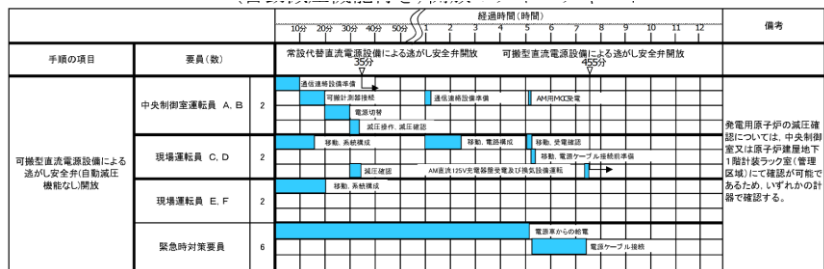 経過時間(時間)
備考
10分 20分 30分 40分 50分 1 2 3 4 5 6 7 8 9 10 11 12
手順の項目
要員(数)
常設代替直流電源設備による逃がし安全弁開放
可搬型直流電源設備による逃がし安全弁開放
35分
455分
可搬型直流電源設備による
逃がし安全弁(自動減圧
機能なし)開放
中央制御室運転員 A, B
2
通信連絡設備準備
可搬計測器接続
通信連絡設備準備
AM用MCC受電
電源切替
減圧操作, 減圧確認
現場運転員 C, D
2
移動, 系統構成
移動, 電路構成
移動, 受電確認
移動, 電源ケーブル接続前準備
減圧確認
AM直流125V充電器盤受電及び換気設備運転
現場運転員 E, F
2
移動, 系統構成
緊急時対策要員
6
電源車からの給電
電源ケーブル接続
発電用原子炉の減圧確
認については, 中央制御
室又は原子炉建屋地下
1階計装ラック室(管理
区域)にて確認が可能で
あるため, いずれかの計
器で確認する。